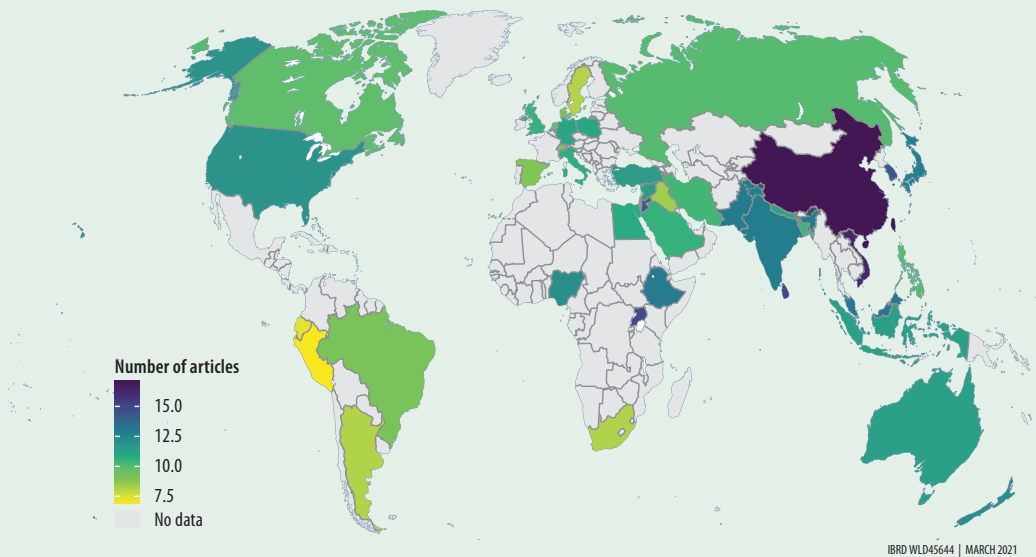 Number of articles
15.0
12.5
10.0
7.5
No data
IBRD WLD45644 | MARCH 2021